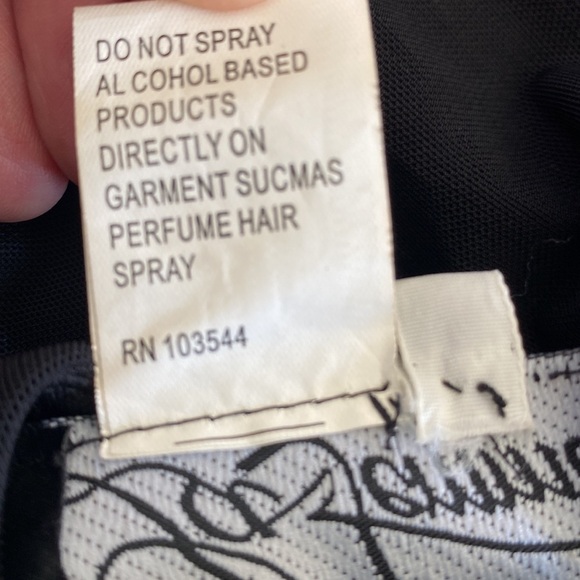 DO NOT SPRAY
AL COHOL BASED
PRODUCTS
DIRECTLY ON
GARMENT SUCMAS
PERFUME HAIR
SPRAY
RN 103544